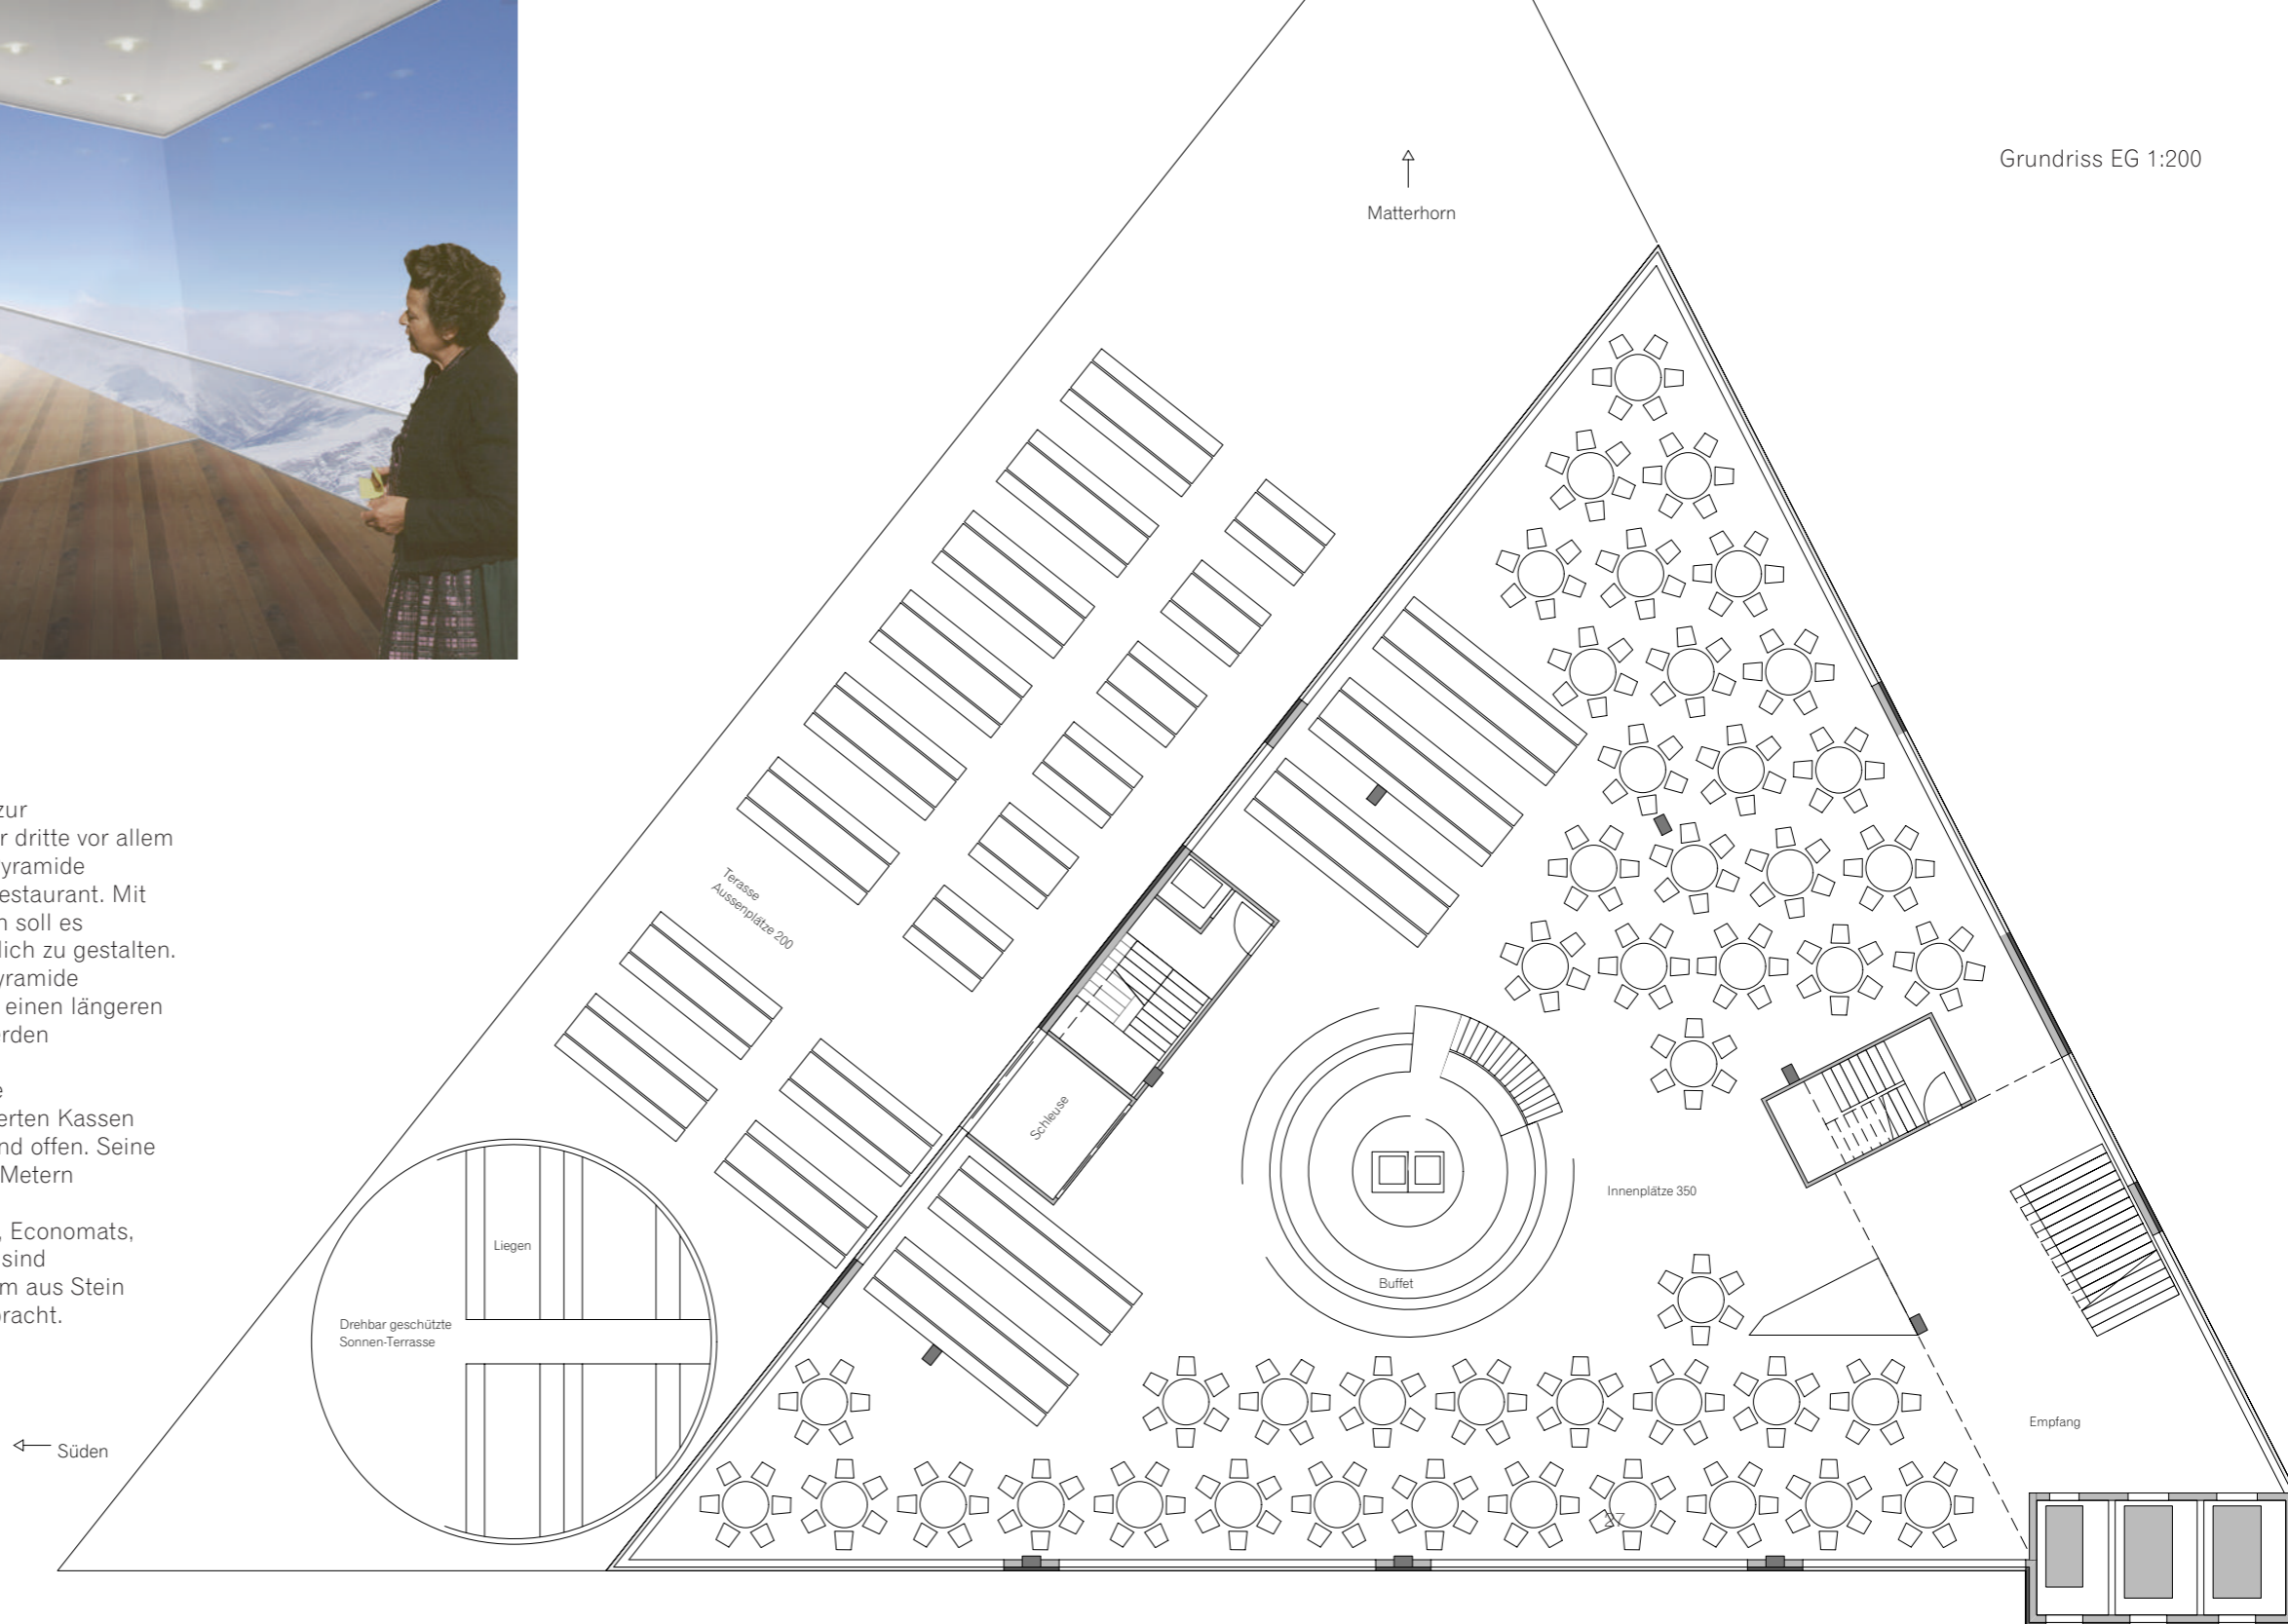 Grundriss EG 1:200
Matterhorn
zur
r dritte vor allem
yramide
estaurant. Mit
n soll es
lich zu gestalten.
yramide
einen längeren
rden
e
erten Kassen
nd offen. Seine
Metern
, Economats,
sind
m aus Stein
bracht.
Terasse
Aussenplätze 200
Schleuse
Innenplätze 350
Liegen
Buffet
Drehbar geschützte
Sonnen-Terrasse
Süden
Empfang
27